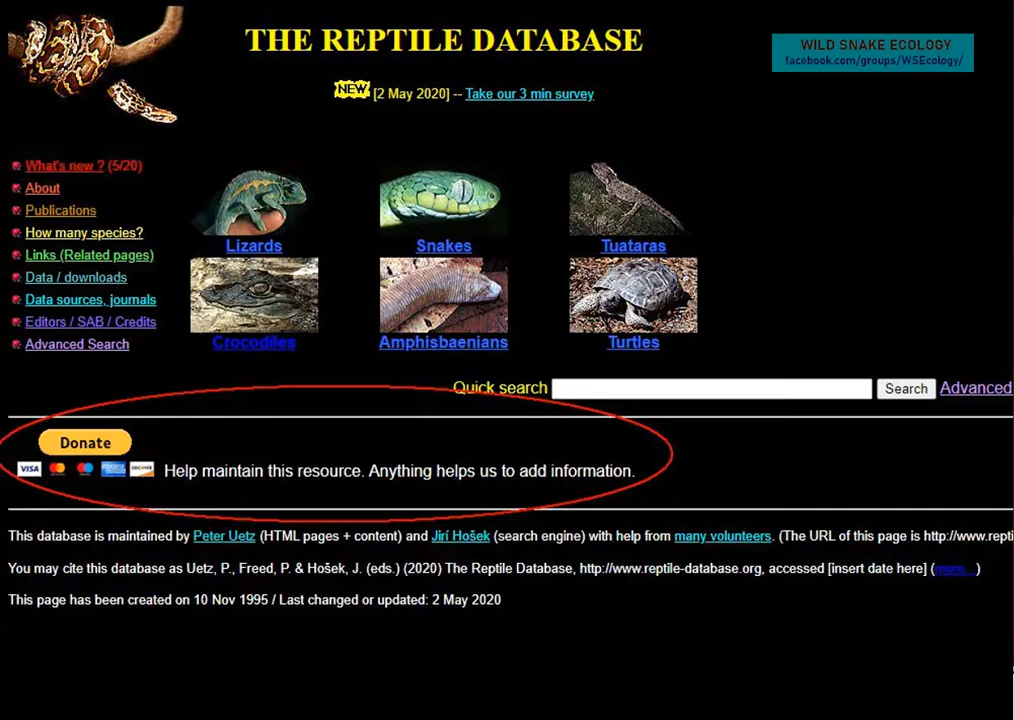 THE REPTILE DATABASE
WILD SNAKE ECOLOGY
facebook.com/groups/WSEcology/
NEW [2 May 2020] -- Take our 3 min survey
What's new ? (5/20)
About
Publications
How many species?
Links (Related pages)
Data / downloads
Data sources, journals
Editors / SAB / Credits
Advanced Search
Lizards
Snakes
Tuataras
Crocodiles
Amphisbaenians
Turtles
Quick search Search Advanced
Donate
VISA DISCOVER Help maintain this resource. Anything helps us to add information.
This database is maintained by Peter Uetz (HTML pages + content) and Jirí Hošek (search engine) with help from many volunteers. (The URL of this page is http://www.repti
You may cite this database as Uetz, P., Freed, P. & Hošek, J. (eds.) (2020) The Reptile Database, http://www.reptile-database.org, accessed [insert date here] (more...)
This page has been created on 10 Nov 1995 / Last changed or updated: 2 May 2020